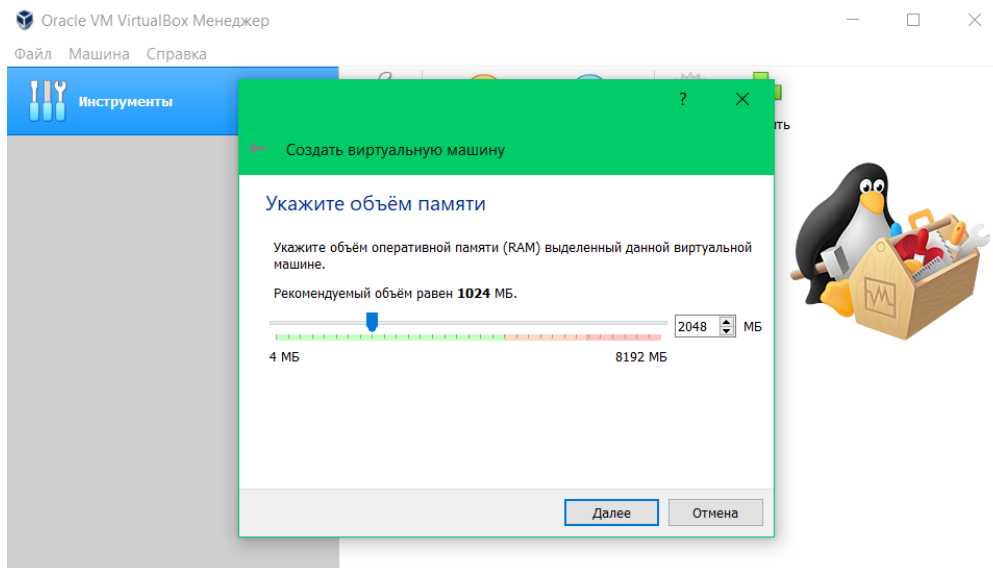 Oracle VM VirtualBox Менеджер
Файл Машина Справка
Инструменты
?
ть
Создать виртуальную машину
Укажите объём памяти
Укажите объём оперативной памяти (RAM) выделенный данной виртуальной
машине.
Рекомендуемый объём равен 1024 МБ.
2048 МБ
4 МБ 8192 МБ
Далее Отмена